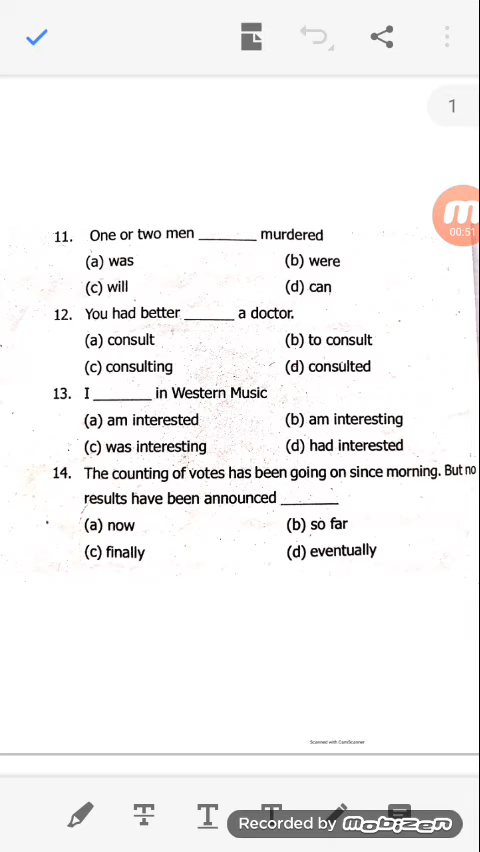 1
00:51
11. One or two men ______ murdered
(a) was (b) were
(c) will (d) can
12. You had better ______ a doctor.
(a) consult (b) to consult
(c) consulting (d) consulted
13. I ______ in Western Music
(a) am interested (b) am interesting
(c) was interesting (d) had interested
14. The counting of votes has been going on since morning. But no
results have been announced ______
(a) now (b) so far
(c) finally (d) eventually
Scanned with CamScanner
Recorded by mobizen